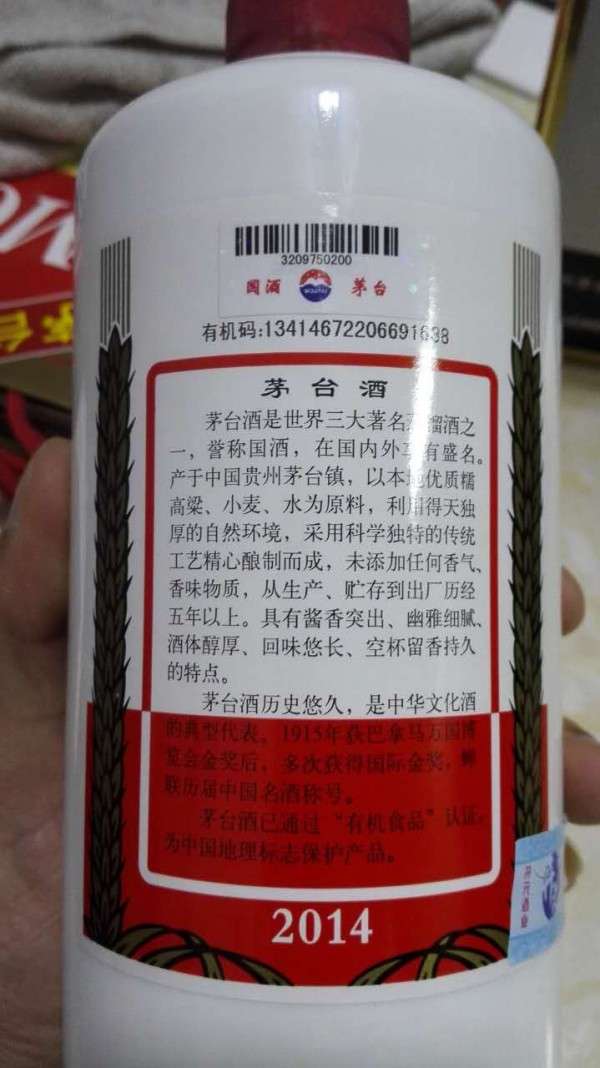 3209750200
国酒 茅台
有机码:13414672206691638
茅台酒
茅台酒是世界三大著名蒸馏酒之
一，誉称国酒，在国内外享有盛名。
产于中国贵州茅台镇，以本地优质糯
高粱、小麦、水为原料，利用得天独
厚的自然环境，采用科学独特的传统
工艺精心酿制而成，未添加任何香气、
香味物质，从生产、贮存到出厂历经
五年以上。具有酱香突出、幽雅细腻、
酒体醇厚、回味悠长、空杯留香持久
的特点。
茅台酒历史悠久，是中华文化酒
的典型代表。1915年获巴拿马万国博
览会金奖后，多次获得国际金奖，蝉
联历届中国名酒称号。
茅台酒已通过“有机食品”认证，
为中国地理标志保护产品。
2014
开元酒业